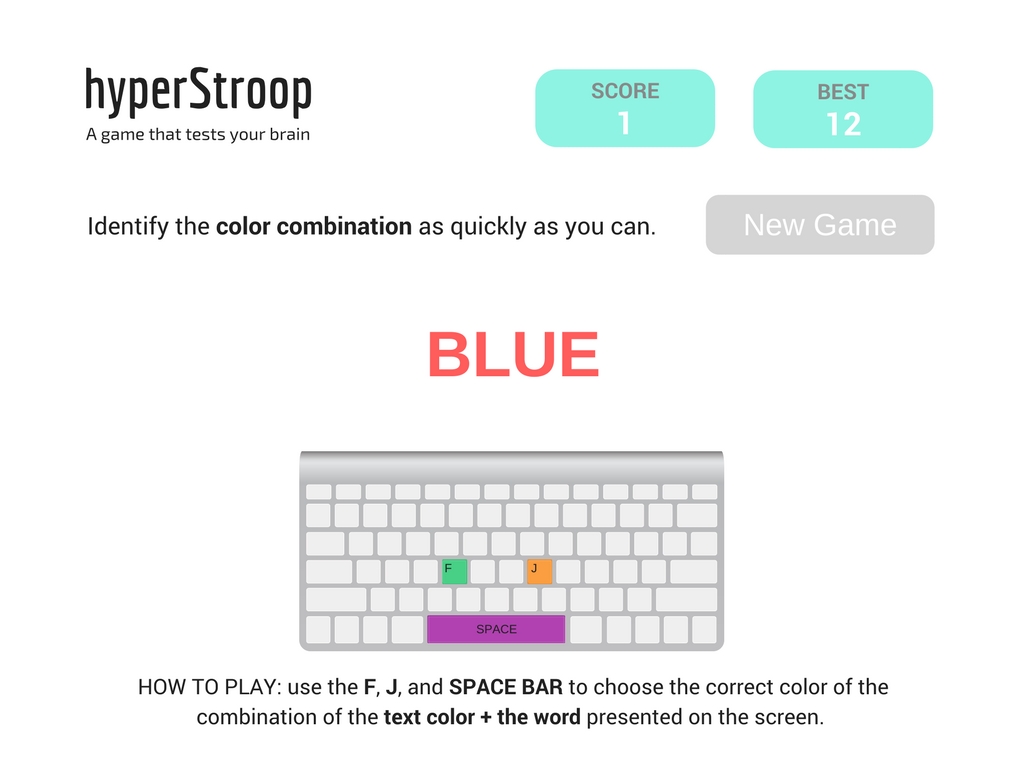 hyperStroop
A game that tests your brain
SCORE
1
BEST
12
Identify the color combination as quickly as you can.
New Game
BLUE
F
J
SPACE
HOW TO PLAY: use the F, J, and SPACE BAR to choose the correct color of the
combination of the text color + the word presented on the screen.